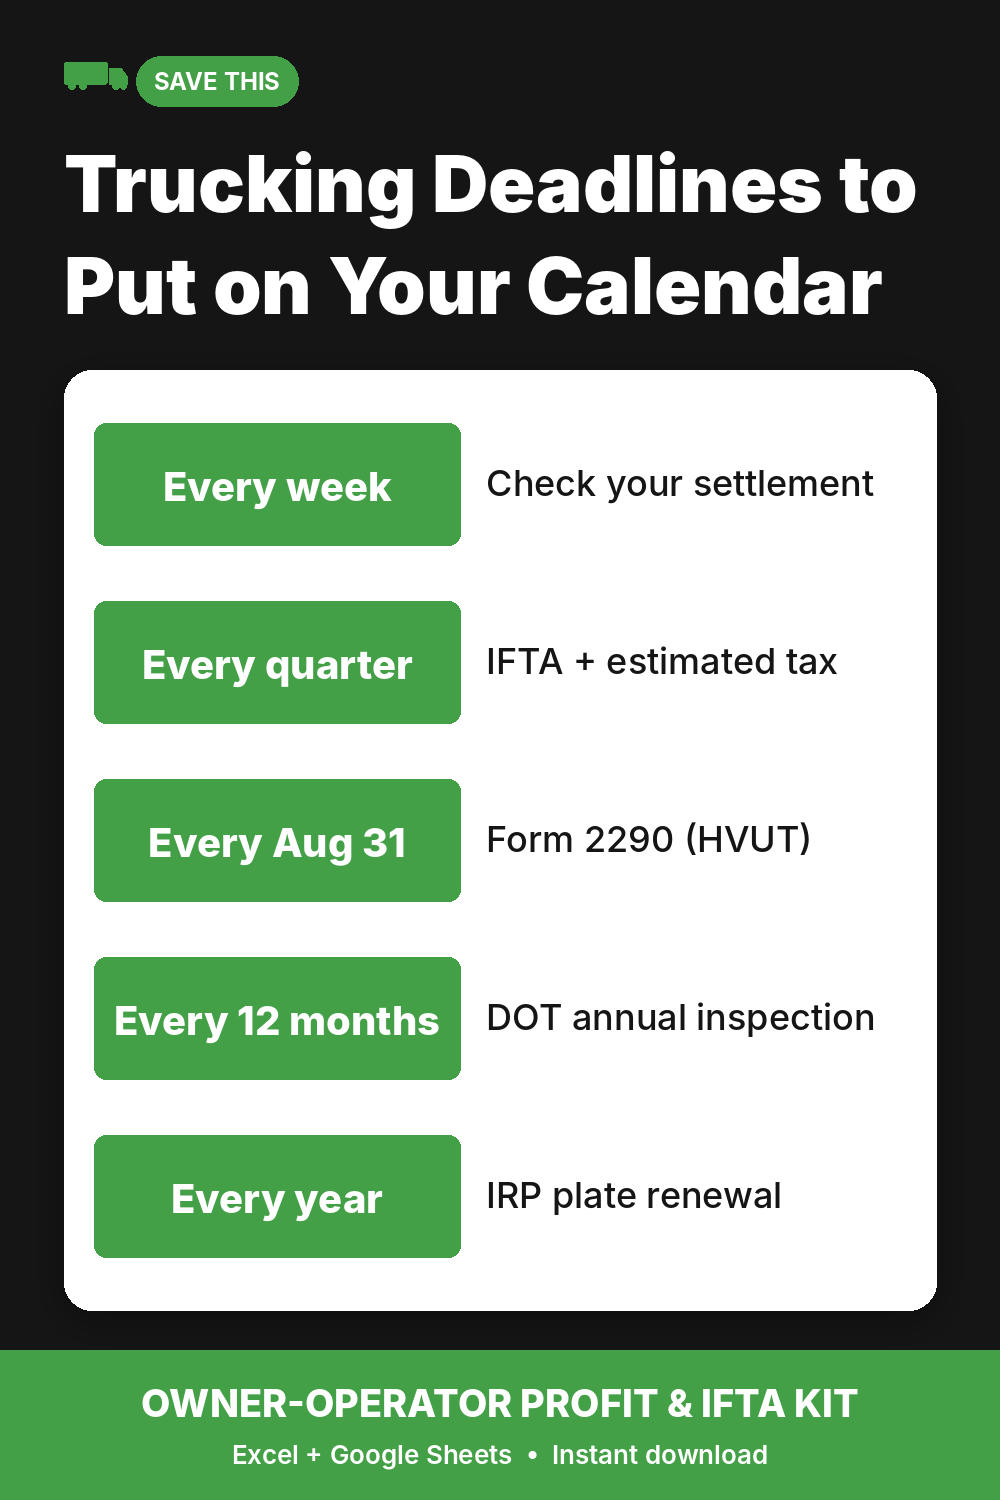 SAVE THIS
Trucking Deadlines to
Put on Your Calendar
Every week
Check your settlement
Every quarter
IFTA + estimated tax
Every Aug 31
Form 2290 (HVUT)
Every 12 months
DOT annual inspection
Every year
IRP plate renewal
OWNER-OPERATOR PROFIT & IFTA KIT
Excel + Google Sheets • Instant download